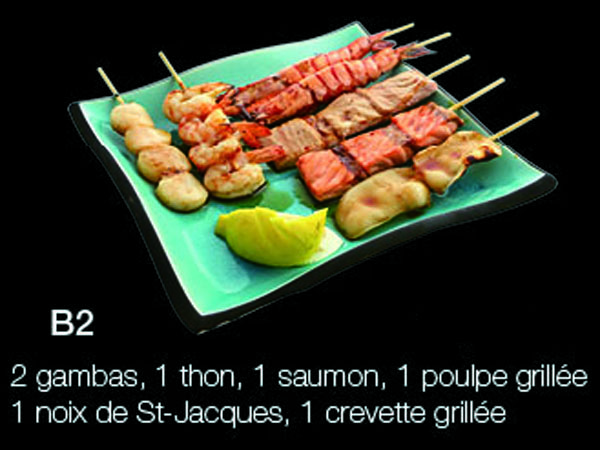 B2
2 gambas, 1 thon, 1 saumon, 1 poulpe grillée
1 noix de St-Jacques, 1 crevette grillée